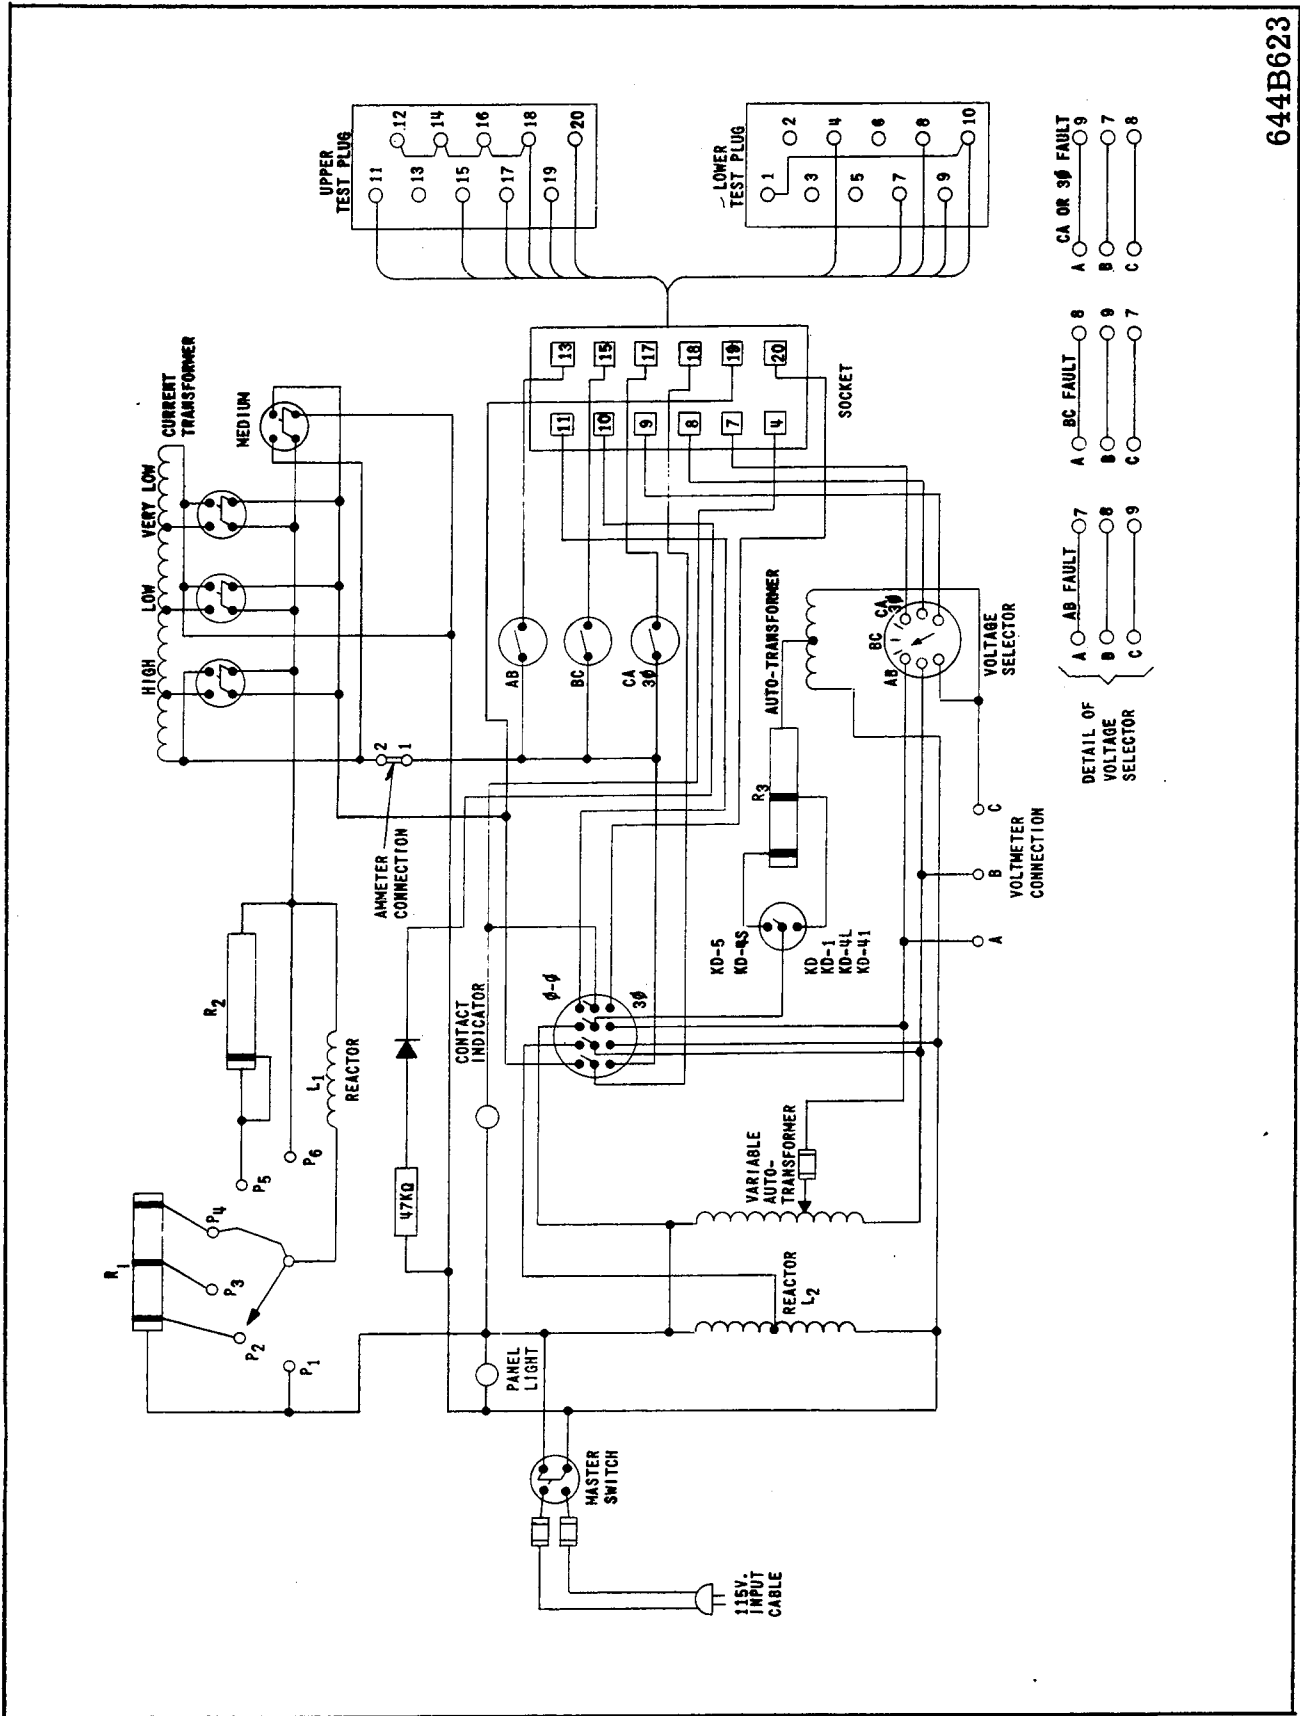 644B623
UPPER
TEST PLUG
11
12
13
14
15
16
17
18
19
20
LOWER
TEST PLUG
1
2
3
4
5
6
7
8
9
10
CURRENT
TRANSFORMER
HIGH
LOW
VERY LOW
MEDIUM
SOCKET
13
15
17
18
19
20
11
10
9
8
7
4
AB
BC
CA
3Ø
2
1
AMMETER
CONNECTION
R1
P1
P2
P3
P4
P5
P6
R2
L1
REACTOR
47KΩ
CONTACT
INDICATOR
Ø-Ø
3Ø
PANEL
LIGHT
MASTER
SWITCH
115V.
INPUT
CABLE
REACTOR
L2
VARIABLE
AUTO-
TRANSFORMER
KD-5
KD-4S
KD
KD-1
KD-4L
KD-41
R3
AUTO-TRANSFORMER
AB
BC
CA
3Ø
VOLTAGE
SELECTOR
A
B
C
VOLTMETER
CONNECTION
DETAIL OF
VOLTAGE
SELECTOR
AB FAULT
A 7
B 8
C 9
BC FAULT
A 8
B 9
C 7
CA OR 3Ø FAULT
A 9
B 7
C 8